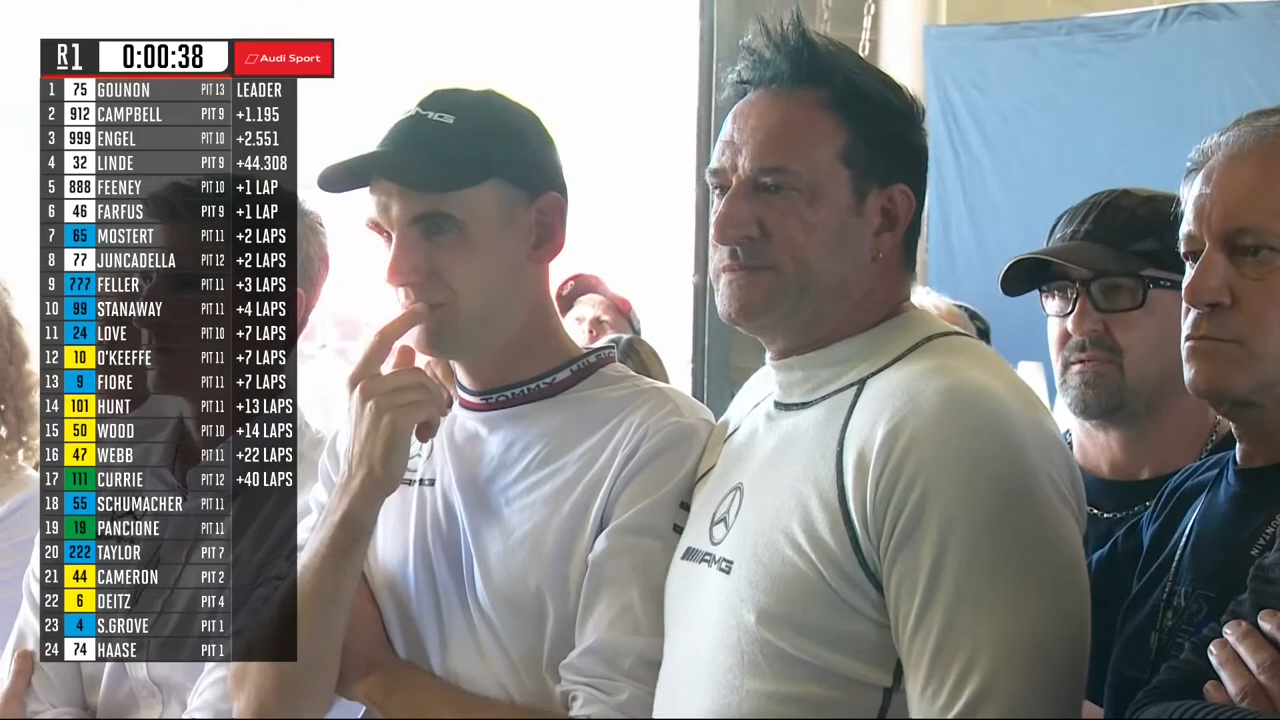 R1 0:00:38 Audi Sport
1 75 GOUNON PIT 13 LEADER
2 912 CAMPBELL PIT 9 +1.195
3 999 ENGEL PIT 10 +2.551
4 32 LINDE PIT 9 +44.308
5 888 FEENEY PIT 10 +1 LAP
6 46 FARFUS PIT 9 +1 LAP
7 65 MOSTERT PIT 11 +2 LAPS
8 77 JUNCADELLA PIT 12 +2 LAPS
9 777 FELLER PIT 11 +3 LAPS
10 99 STANAWAY PIT 11 +4 LAPS
11 24 LOVE PIT 10 +7 LAPS
12 10 O'KEEFFE PIT 11 +7 LAPS
13 9 FIORE PIT 11 +7 LAPS
14 101 HUNT PIT 11 +13 LAPS
15 50 WOOD PIT 10 +14 LAPS
16 47 WEBB PIT 11 +22 LAPS
17 111 CURRIE PIT 12 +40 LAPS
18 55 SCHUMACHER PIT 11
19 19 PANCIONE PIT 11
20 222 TAYLOR PIT 7
21 44 CAMERON PIT 2
22 6 DEITZ PIT 4
23 4 S.GROVE PIT 1
24 74 HAASE PIT 1
AMG
TOMMY HILFIG
AMG
AMG